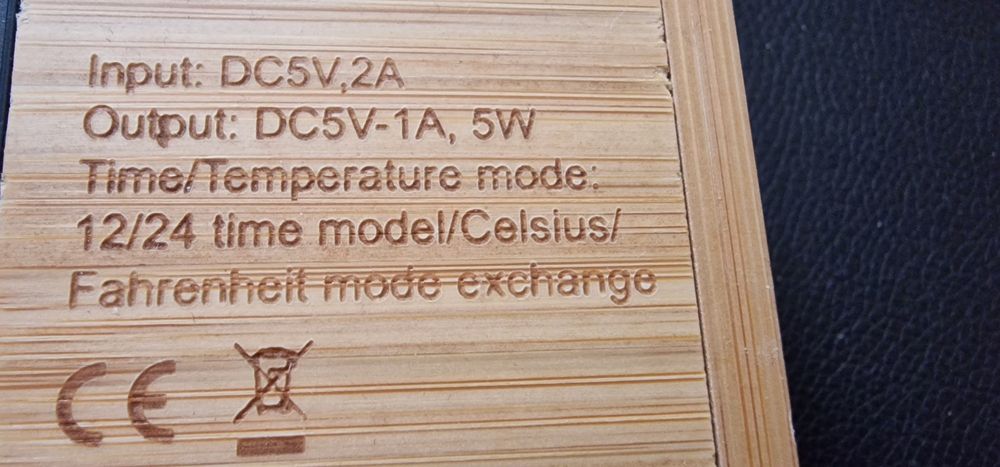 Input: DC5V,2A
Output: DC5V-1A, 5W
Time/Temperature mode:
12/24 time model/Celsius/
Fahrenheit mode exchange
CE